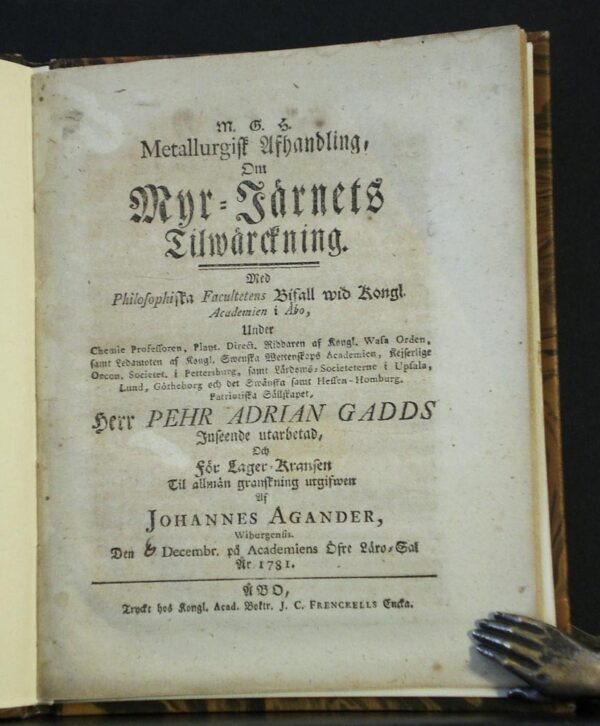 M. G. H.
Metallurgisk Afhandling,
Om
Myr-Järnets
Tilwärckning.
Med
Philosophiska Facultetens Bifall wid Kongl.
Academien i Åbo,
Under
Chemie Professoren, Plant. Direct. Riddaren af Kongl. Wasa Orden,
samt Ledamoten af Kongl. Swenska Wettenskaps Academien, Kejserlige
Oecon. Societet. i Pettersburg, samt Lärdoms-Societeterne i Upsala,
Lund, Götheborg och det Swänska samt Hessen-Homburg.
Patriotiska Sällskapet,
Herr PEHR ADRIAN GADDS
Inseende utarbetad,
Och
För Lager-Kransen
Til allmän granskning utgifwen
Af
JOHANNES AGANDER,
Wiburgensis.
Den 6 Decembr. på Academiens Öfre Läro-Sal
År 1781.
ÅBO,
Tryckt hos Kongl. Acad. Boktr. J. C. FRENCKELLS Encka.